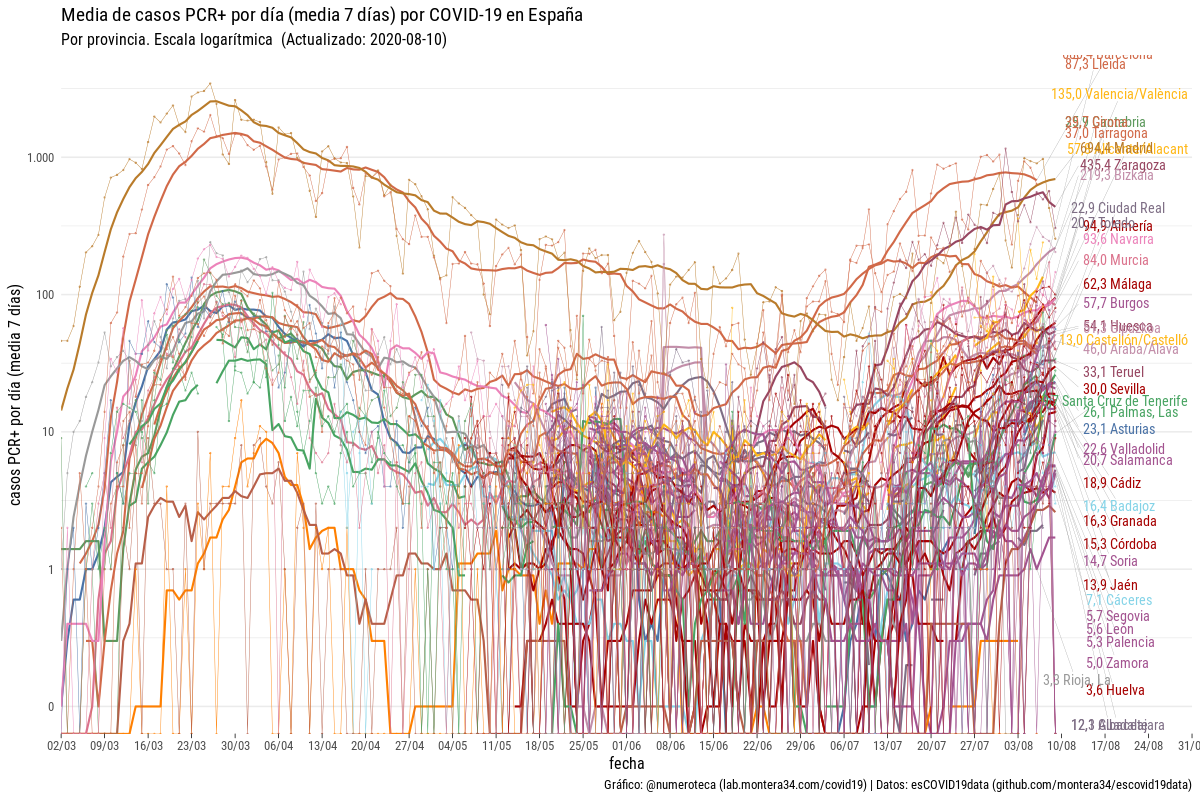 Media de casos PCR+ por día (media 7 días) por COVID-19 en España
Por provincia. Escala logarítmica (Actualizado: 2020-08-10)
casos PCR+ por día (media 7 días)
1.000
100
10
1
0
Barcelona
87,3 Lleida
135,0 Valencia/València
37,0 Tarragona
694,4 Madrid
435,4 Zaragoza
219,3 Bizkaia
22,9 Ciudad Real
94,9 Almería
93,6 Navarra
84,0 Murcia
62,3 Málaga
57,7 Burgos
54,1 Huesca
13,0 Castellón/Castelló
46,0 Araba/Álava
33,1 Teruel
30,0 Sevilla
Santa Cruz de Tenerife
26,1 Palmas, Las
23,1 Asturias
22,6 Valladolid
20,7 Salamanca
18,9 Cádiz
16,4 Badajoz
16,3 Granada
15,3 Córdoba
14,7 Soria
13,9 Jaén
7,1 Cáceres
5,7 Segovia
5,6 León
5,3 Palencia
5,0 Zamora
3,3 Rioja, La
3,6 Huelva
02/03 09/03 16/03 23/03 30/03 06/04 13/04 20/04 27/04 04/05 11/05 18/05 25/05 01/06 08/06 15/06 22/06 29/06 06/07 13/07 20/07 27/07 03/08 10/08 17/08 24/08 31/0
fecha
Gráfico: @numeroteca (lab.montera34.com/covid19) | Datos: esCOVID19data (github.com/montera34/escovid19data)